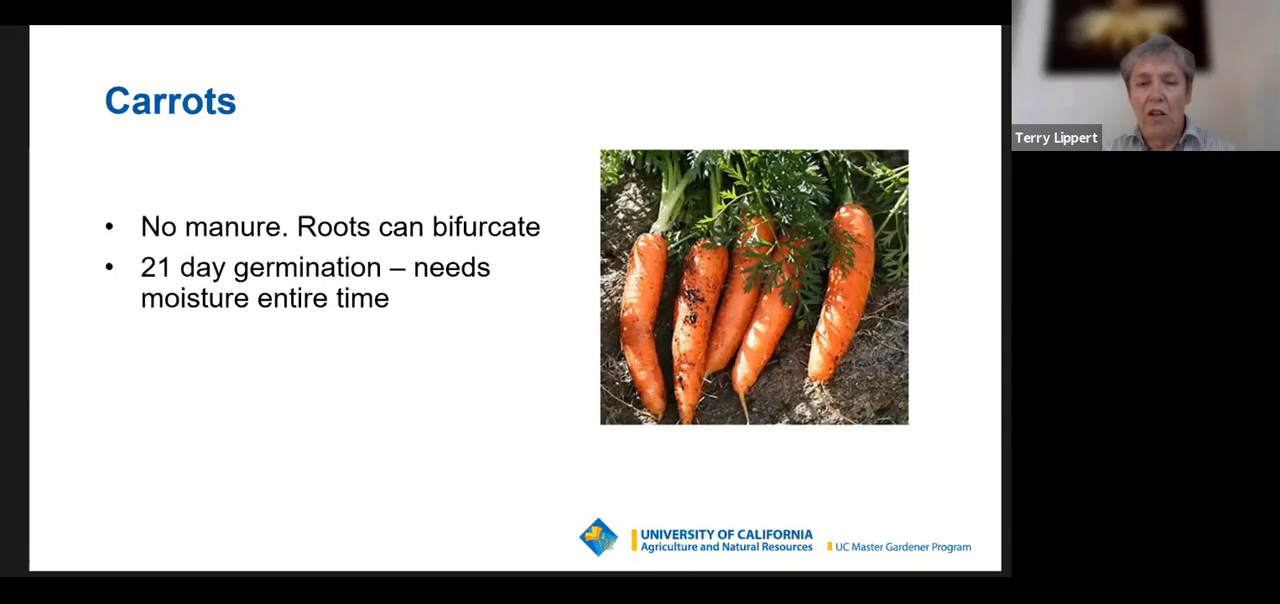 Carrots
• No manure. Roots can bifurcate
• 21 day germination – needs
moisture entire time
UNIVERSITY OF CALIFORNIA
Agriculture and Natural Resources
UC Master Gardener Program
Terry Lippert